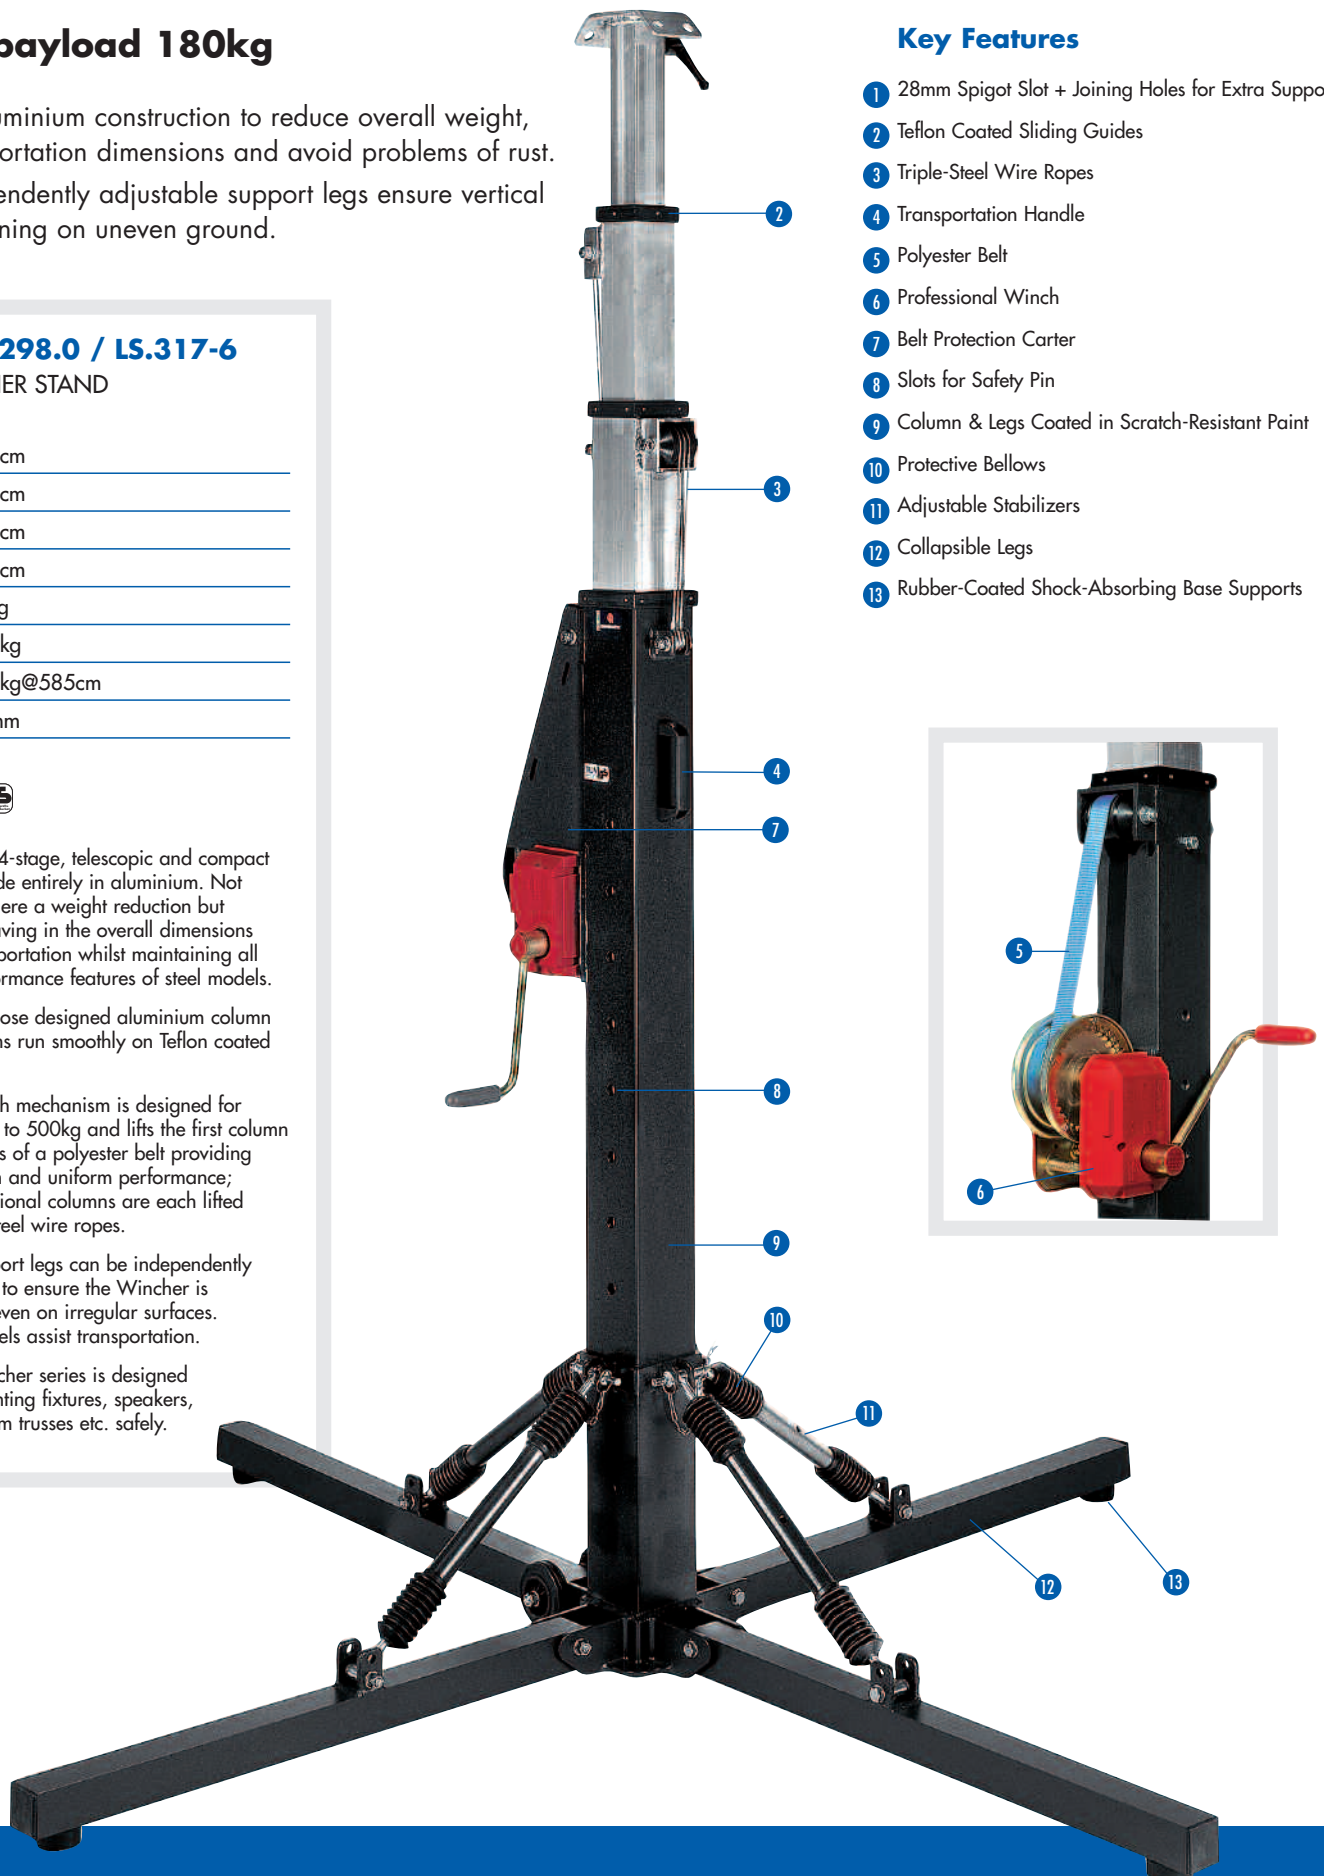 payload 180kg
uminium construction to reduce overall weight,
ortation dimensions and avoid problems of rust.
endently adjustable support legs ensure vertical
ning on uneven ground.
298.0 / LS.317-6
IER STAND
cm
cm
cm
cm
g
kg
kg@585cm
nm
4-stage, telescopic and compact
de entirely in aluminium. Not
ere a weight reduction but
aving in the overall dimensions
portation whilst maintaining all
ormance features of steel models.
ose designed aluminium column
ns run smoothly on Teflon coated
h mechanism is designed for
to 500kg and lifts the first column
s of a polyester belt providing
n and uniform performance;
ional columns are each lifted
teel wire ropes.
ort legs can be independently
to ensure the Wincher is
even on irregular surfaces.
els assist transportation.
cher series is designed
nting fixtures, speakers,
m trusses etc. safely.
Key Features
1 28mm Spigot Slot + Joining Holes for Extra Suppo
2 Teflon Coated Sliding Guides
3 Triple-Steel Wire Ropes
4 Transportation Handle
5 Polyester Belt
6 Professional Winch
7 Belt Protection Carter
8 Slots for Safety Pin
9 Column & Legs Coated in Scratch-Resistant Paint
10 Protective Bellows
11 Adjustable Stabilizers
12 Collapsible Legs
13 Rubber-Coated Shock-Absorbing Base Supports
2
3
4
7
8
9
10
11
12
13
5
6